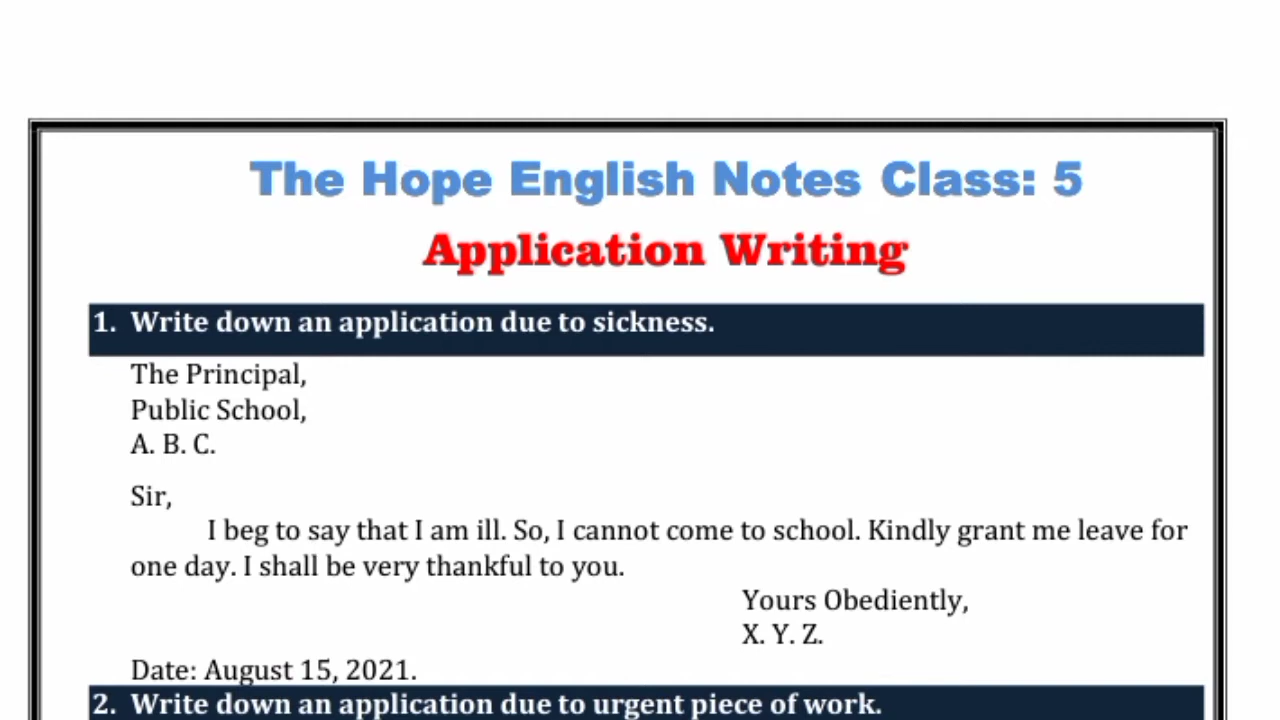 The Hope English Notes Class: 5
Application Writing
1. Write down an application due to sickness.
The Principal,
Public School,
A. B. C.
Sir,
I beg to say that I am ill. So, I cannot come to school. Kindly grant me leave for
one day. I shall be very thankful to you.
Yours Obediently,
X. Y. Z.
Date: August 15, 2021.
2. Write down an application due to urgent piece of work.